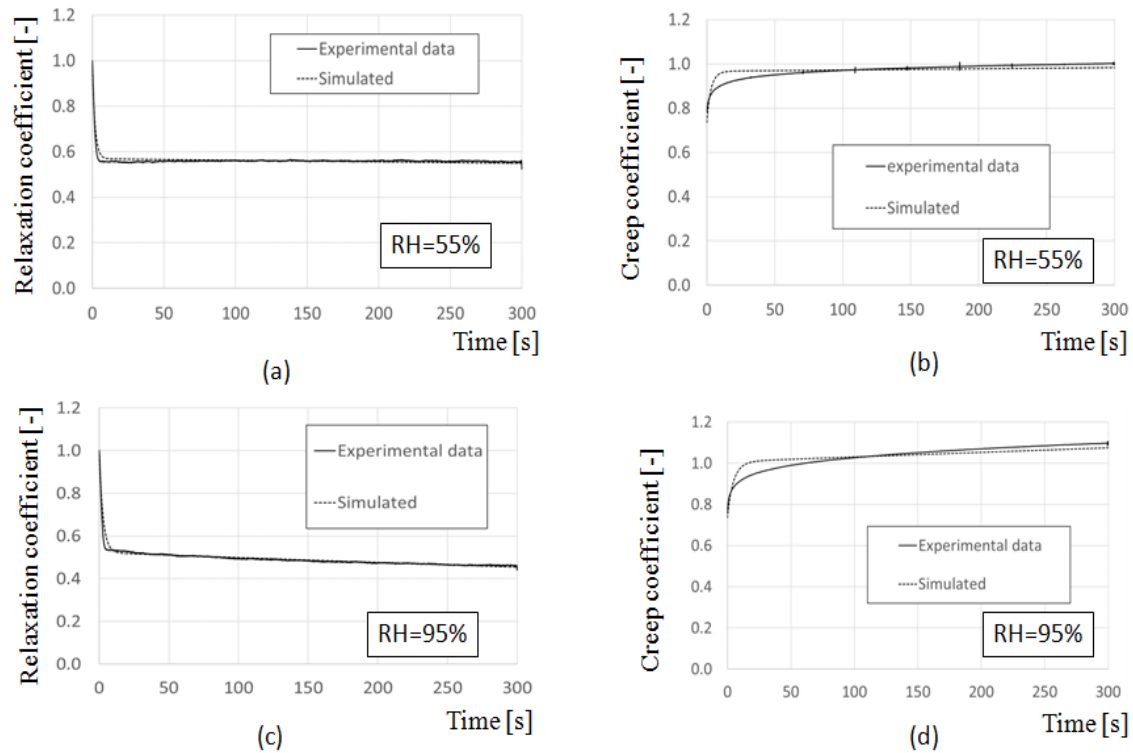 Relaxation coefficient [-]
1.2
1.0
0.8
0.6
0.4
0.2
0.0
Experimental data
Simulated
RH=55%
0 50 100 150 200 250 300
Time [s]
(a)
Creep coefficient [-]
1.2
1.0
0.8
0.6
0.4
0.2
0.0
experimental data
Simulated
RH=55%
0 50 100 150 200 250 300
Time [s]
(b)
Relaxation coefficient [-]
1.2
1.0
0.8
0.6
0.4
0.2
0.0
Experimental data
Simulated
RH=95%
0 50 100 150 200 250 300
Time [s]
(c)
Creep coefficient [-]
1.2
1.0
0.8
0.6
0.4
0.2
0.0
Experimental data
Simulated
RH=95%
0 50 100 150 200 250 300
Time [s]
(d)